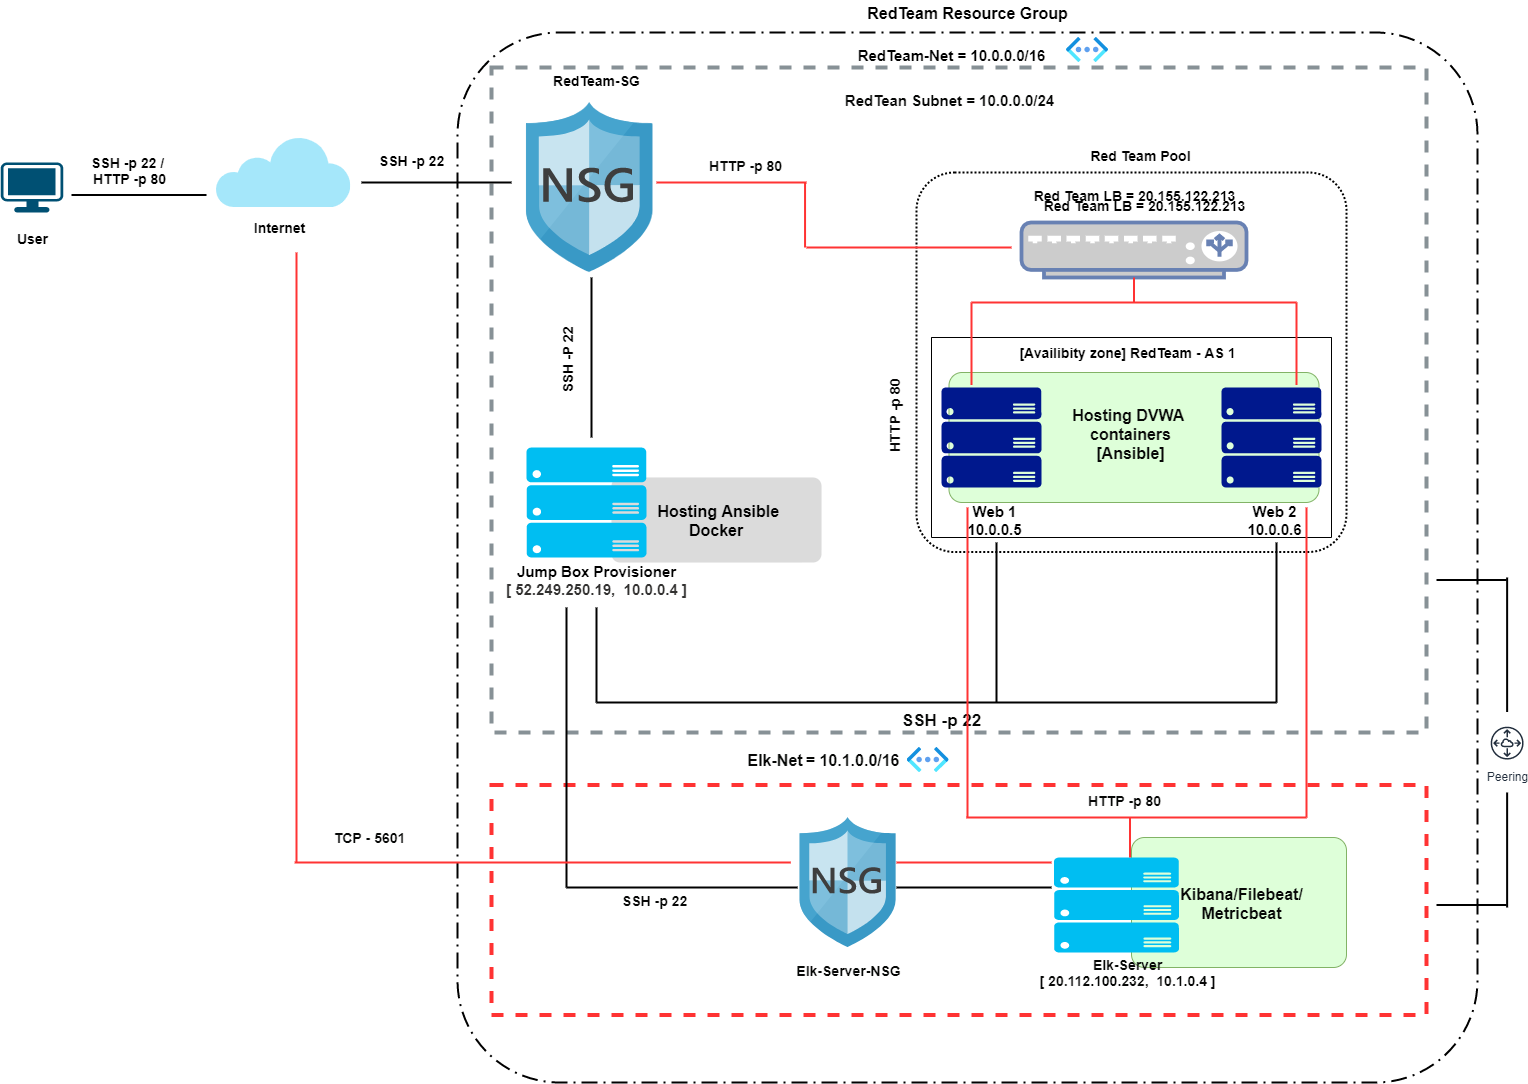 RedTeam Resource Group
RedTeam-Net = 10.0.0.0/16
RedTeam-SG
RedTean Subnet = 10.0.0.0/24
SSH -p 22 /
HTTP -p 80
SSH -p 22
HTTP -p 80
Red Team Pool
Red Team LB = 20.155.122.213
Red Team LB = 20.155.122.213
NSG
User
Internet
SSH -P 22
[Availibity zone] RedTeam - AS 1
HTTP -p 80
Hosting DVWA
containers
[Ansible]
Hosting Ansible
Docker
Web 1
10.0.0.5
Web 2
10.0.0.6
Jump Box Provisioner
[ 52.249.250.19, 10.0.0.4 ]
SSH -p 22
Elk-Net = 10.1.0.0/16
Peering
HTTP -p 80
TCP - 5601
NSG
SSH -p 22
Kibana/Filebeat/
Metricbeat
Elk-Server-NSG
Elk-Server
[ 20.112.100.232, 10.1.0.4 ]